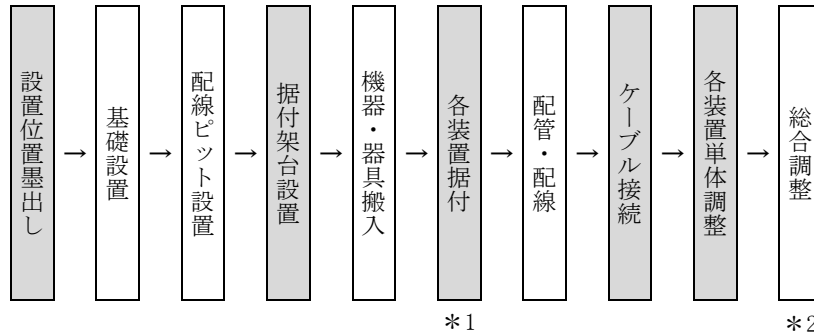 設置位置墨出し
→
基礎設置
→
配線ピット設置
→
据付架台設置
→
機器・器具搬入
→
各装置据付
→
配管・配線
→
ケーブル接続
→
各装置単体調整
→
総合調整
*1
*2